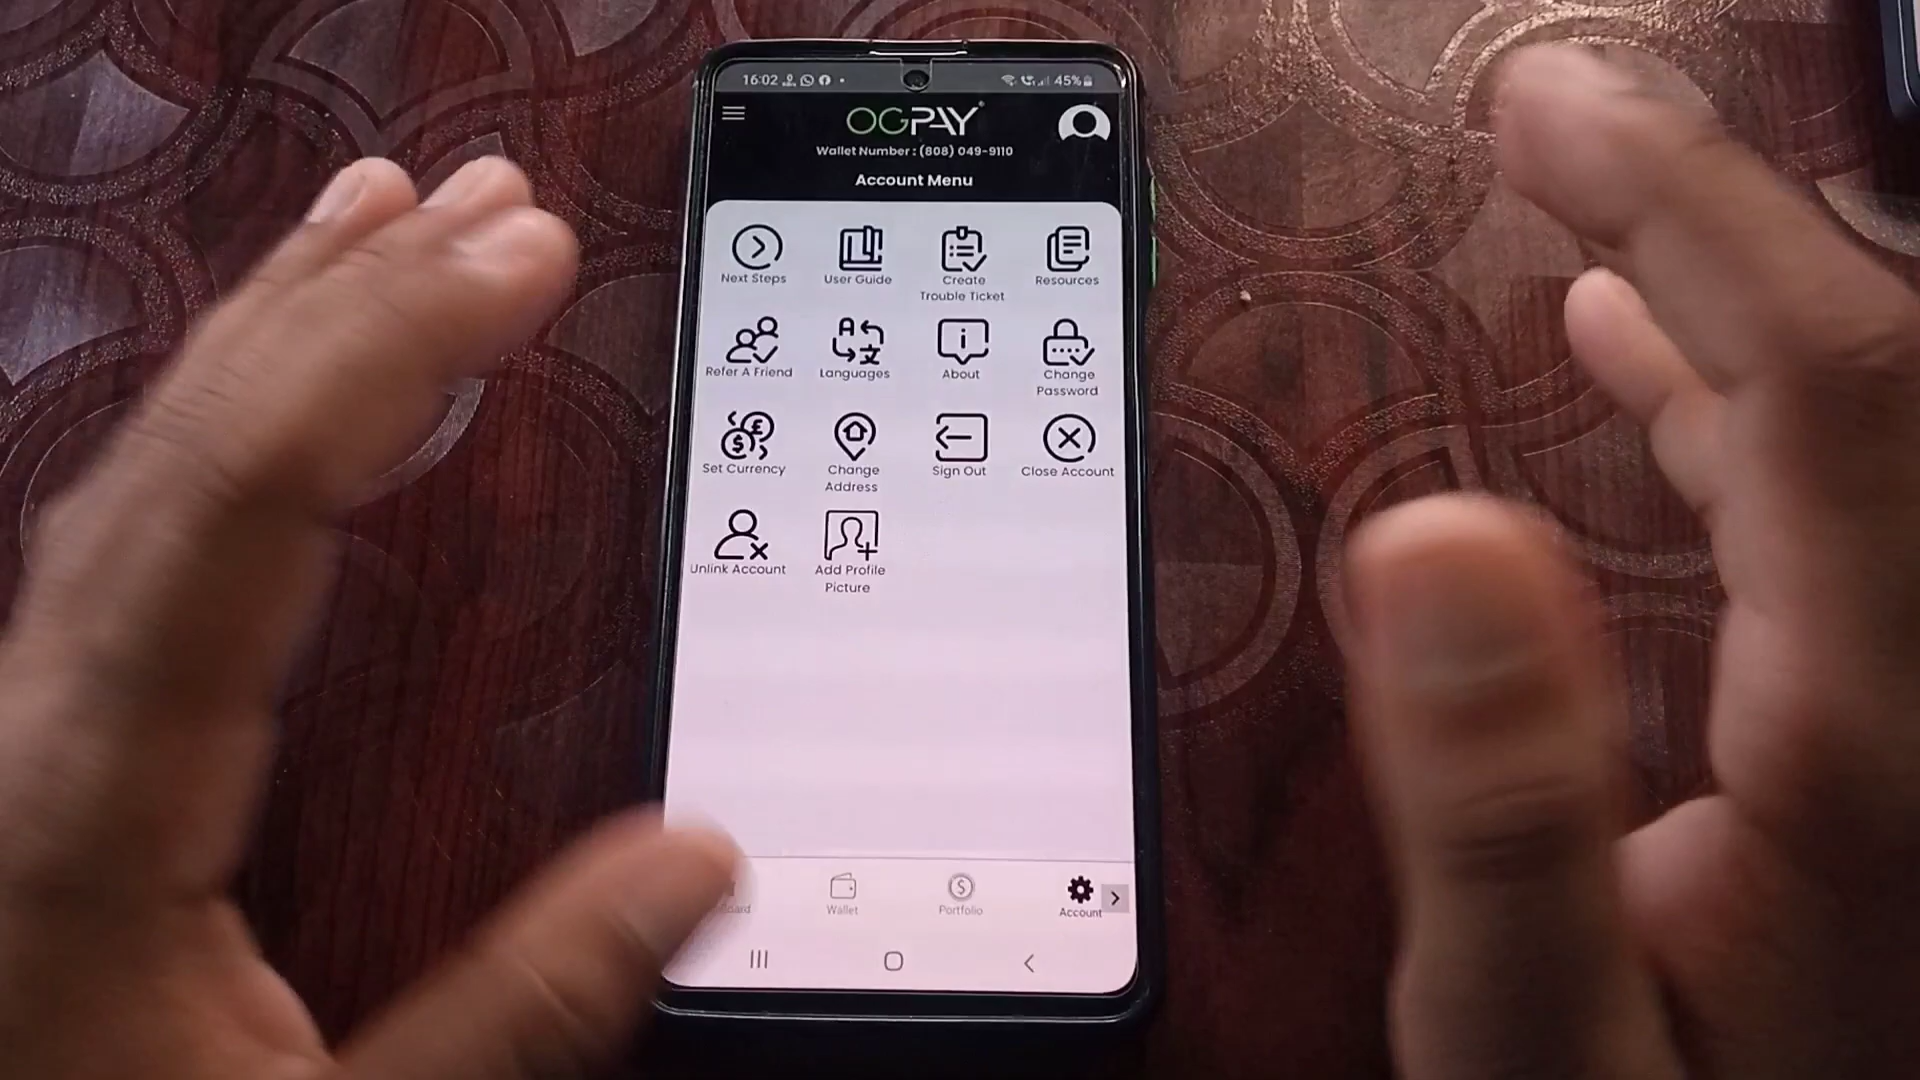 16:02 45%
OGPAY®
Wallet Number : (808) 049-9110
Account Menu
Next Steps User Guide Create Trouble Ticket Resources
Refer A Friend Languages About Change Password
Set Currency Change Address Sign Out Close Account
Unlink Account Add Profile Picture
Wallet Portfolio Account